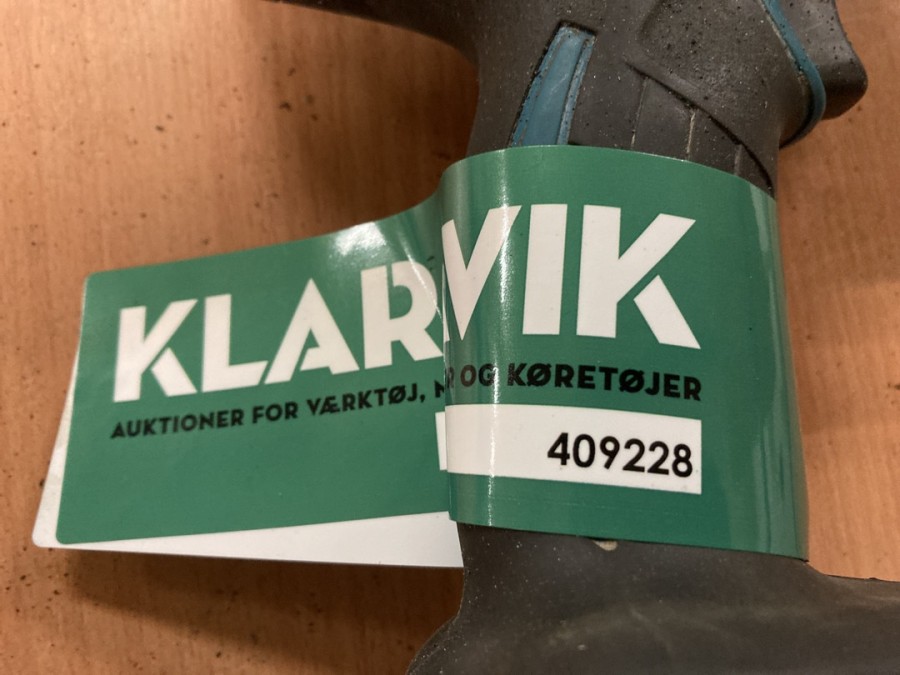 KLARVIK
AUKTIONER FOR VÆRKTØJ, OG KØRETØJER
409228